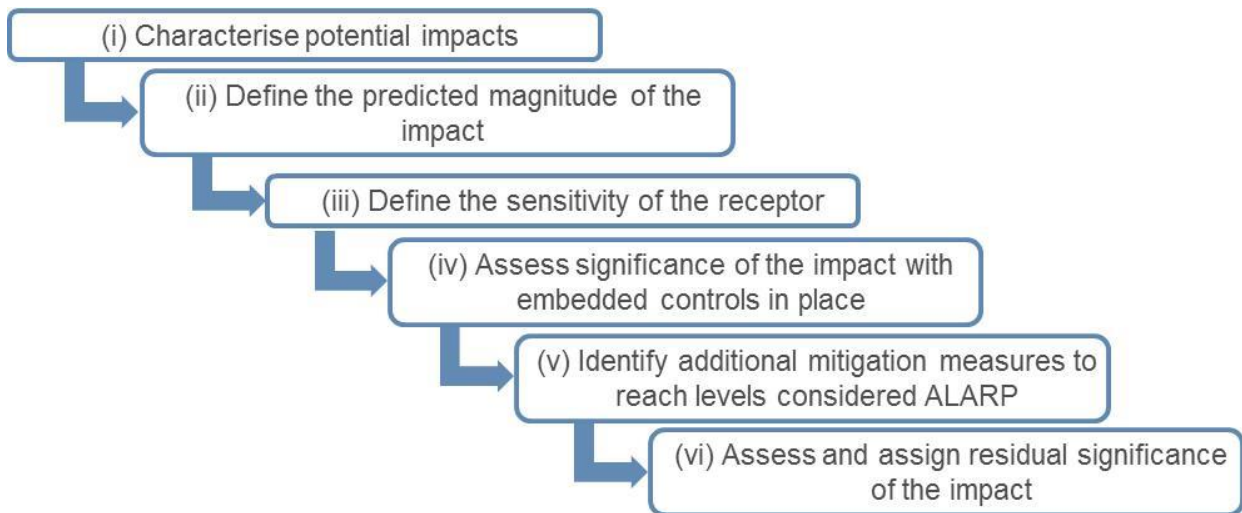 (i) Characterise potential impacts
(ii) Define the predicted magnitude of the
impact
(iii) Define the sensitivity of the receptor
(iv) Assess significance of the impact with
embedded controls in place
(v) Identify additional mitigation measures to
reach levels considered ALARP
(vi) Assess and assign residual significance
of the impact